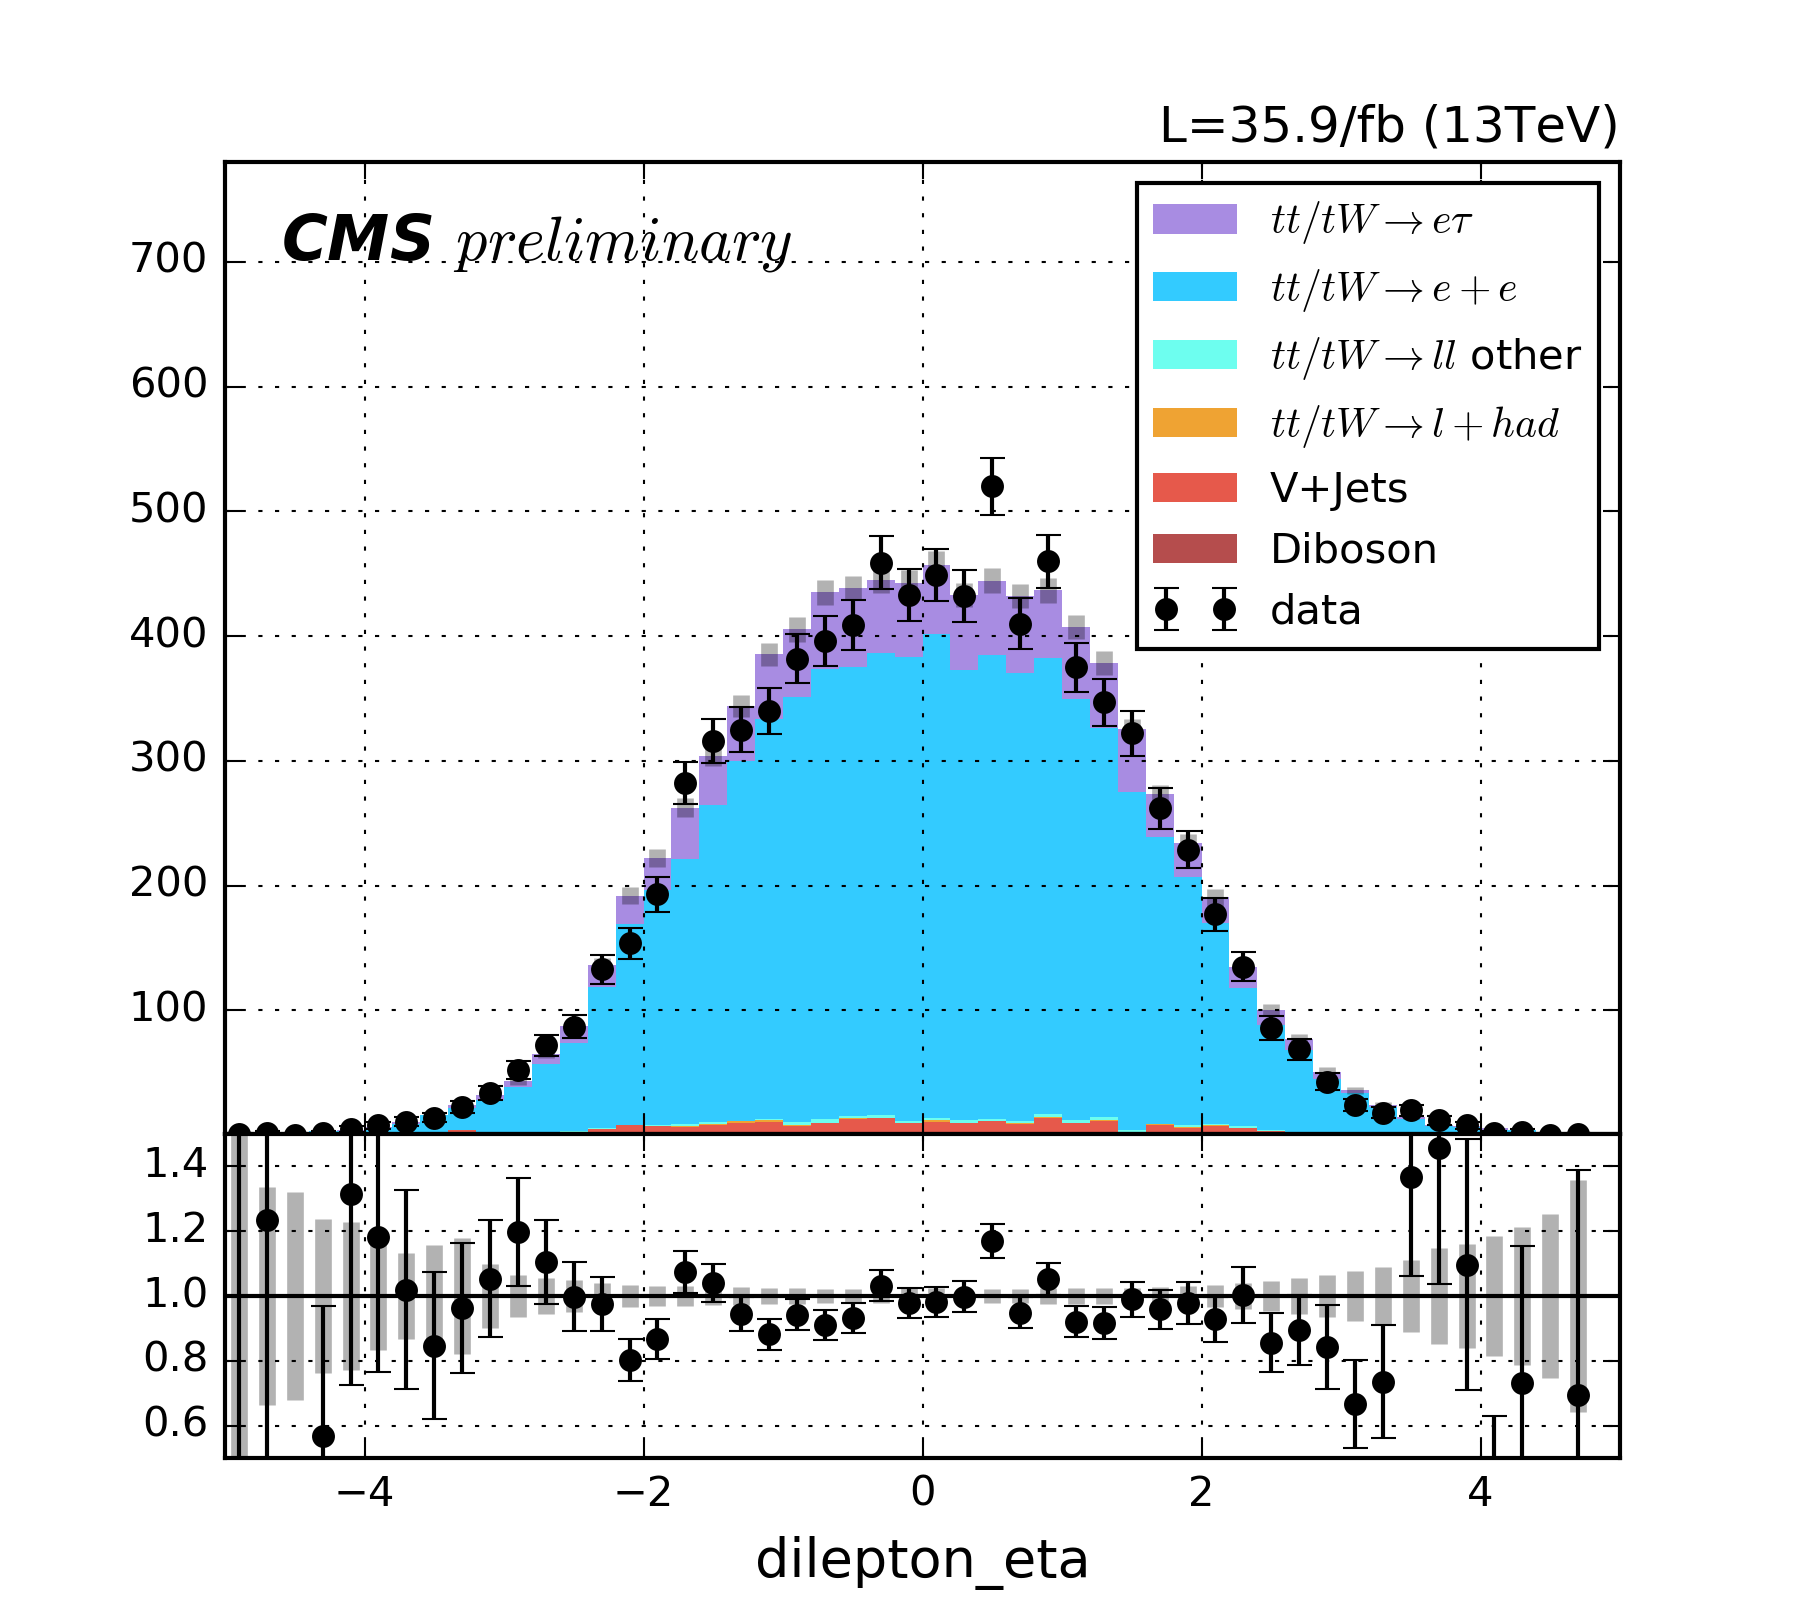 L=35.9/fb (13TeV)
CMS preliminary
700
600
500
400
300
200
100
tt/tW→eτ
tt/tW→e+e
tt/tW→ll other
tt/tW→l+had
V+Jets
Diboson
data
1.4
1.2
1.0
0.8
0.6
−4 −2 0 2 4
dilepton_eta